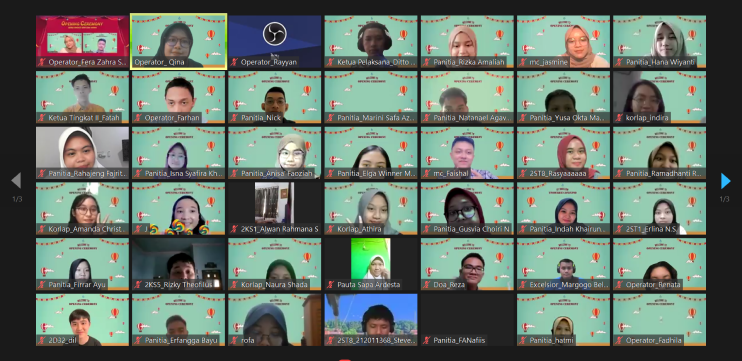 OPENING CEREMONY
Operator_Fera Zahra S...
Operator_ Qina
Operator_ Rayyan
Ketua Pelaksana_Ditto ...
Panitia_Rizka Amaliah
mc_jasmine
Panitia_Hana Wiyanti
Ketua Tingkat II_Fatah
Operator_Farhan
Panitia_Nick
Panitia_Marini Safa Az...
Panitia_Natanael Agav...
Panitia_Yusa Okta Ma...
korlap_indira
Panitia_Rahajeng Fajrit...
Panitia_Isna Syafira Kh...
Panitia_Anisa Faoziah
Panitia_Elga Winner M...
mc_Faishal
2ST8_Rasyaaaaaa
Panitia_Ramadhanti R...
Korlap_Amanda Christ...
2KS1_Ajwan Rahmana S
Korlap_Athira
Panitia_Gusvia Choiri N
Panitia_Indah Khairun...
2ST1_Erlina N.S
1/3
1/3
Panitia_Firrar Ayu
2KS5_Rizky Theofilus
Korlap_Naura Shada
Pauta Sapa Ardesta
Doa_Reza
Excelsior_Margogo Bel...
Operator_Renata
2D32_dil
Panitia_Erfangga Bayu
rofa
2ST8_212011368_Steve...
Panitia_FANafiis
Panitia_hatmi
Operator_Fadhila